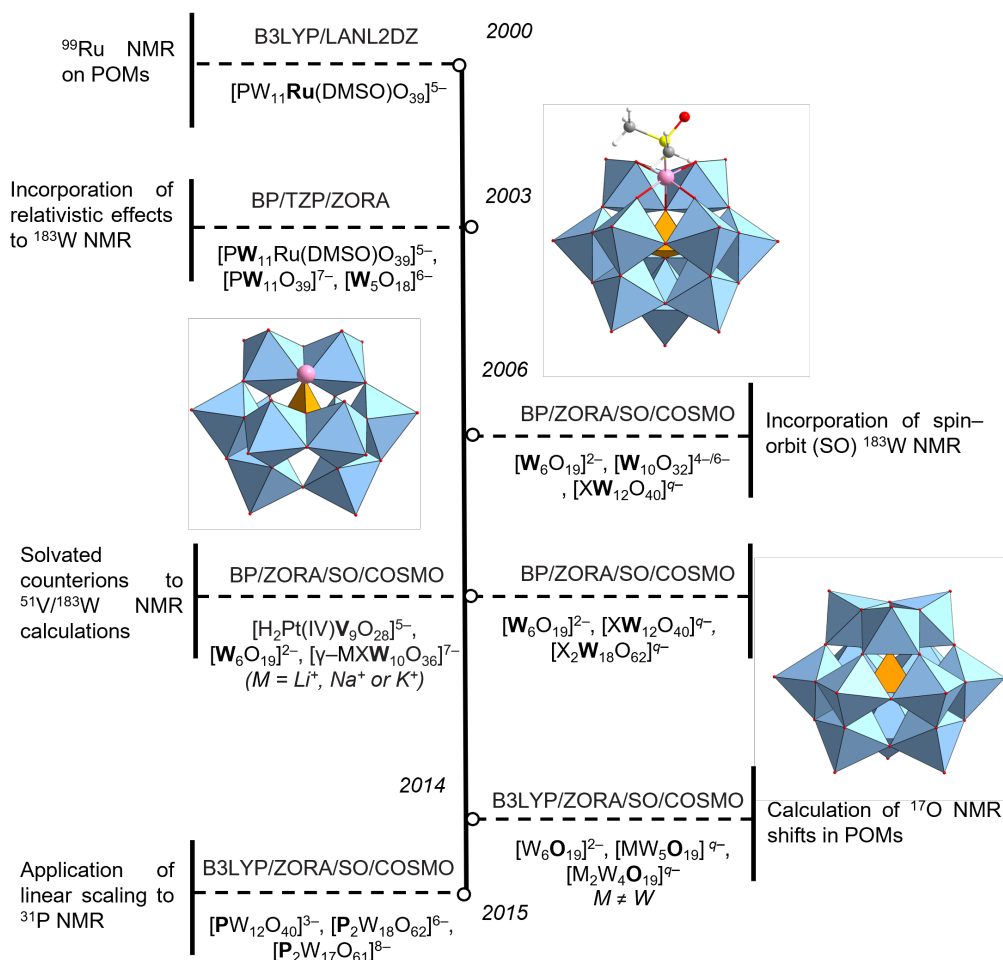 2000
⁹⁹Ru NMR
on POMs
B3LYP/LANL2DZ
[PW₁₁Ru(DMSO)O₃₉]⁵⁻
2003
Incorporation of
relativistic effects
to ¹⁸³W NMR
BP/TZP/ZORA
[PW₁₁Ru(DMSO)O₃₉]⁵⁻,
[PW₁₁O₃₉]⁷⁻, [W₅O₁₈]⁶⁻
2006
BP/ZORA/SO/COSMO
[W₆O₁₉]²⁻, [W₁₀O₃₂]⁴⁻/⁶⁻
, [XW₁₂O₄₀]q⁻
Incorporation of spin–
orbit (SO) ¹⁸³W NMR
Solvated
counterions to
⁵¹V/¹⁸³W NMR
calculations
BP/ZORA/SO/COSMO
[H₂Pt(IV)V₉O₂₈]⁵⁻,
[W₆O₁₉]²⁻, [γ–MXW₁₀O₃₆]⁷⁻
(M = Li⁺, Na⁺ or K⁺)
BP/ZORA/SO/COSMO
[W₆O₁₉]²⁻, [XW₁₂O₄₀]q⁻,
[X₂W₁₈O₆₂]q⁻
2014
B3LYP/ZORA/SO/COSMO
[W₆O₁₉]²⁻, [MW₅O₁₉] q⁻,
[M₂W₄O₁₉]q⁻
M ≠ W
Calculation of ¹⁷O NMR
shifts in POMs
Application of
linear scaling to
³¹P NMR
B3LYP/ZORA/SO/COSMO
[PW₁₂O₄₀]³⁻, [P₂W₁₈O₆₂]⁶⁻,
[P₂W₁₇O₆₁]⁸⁻
2015